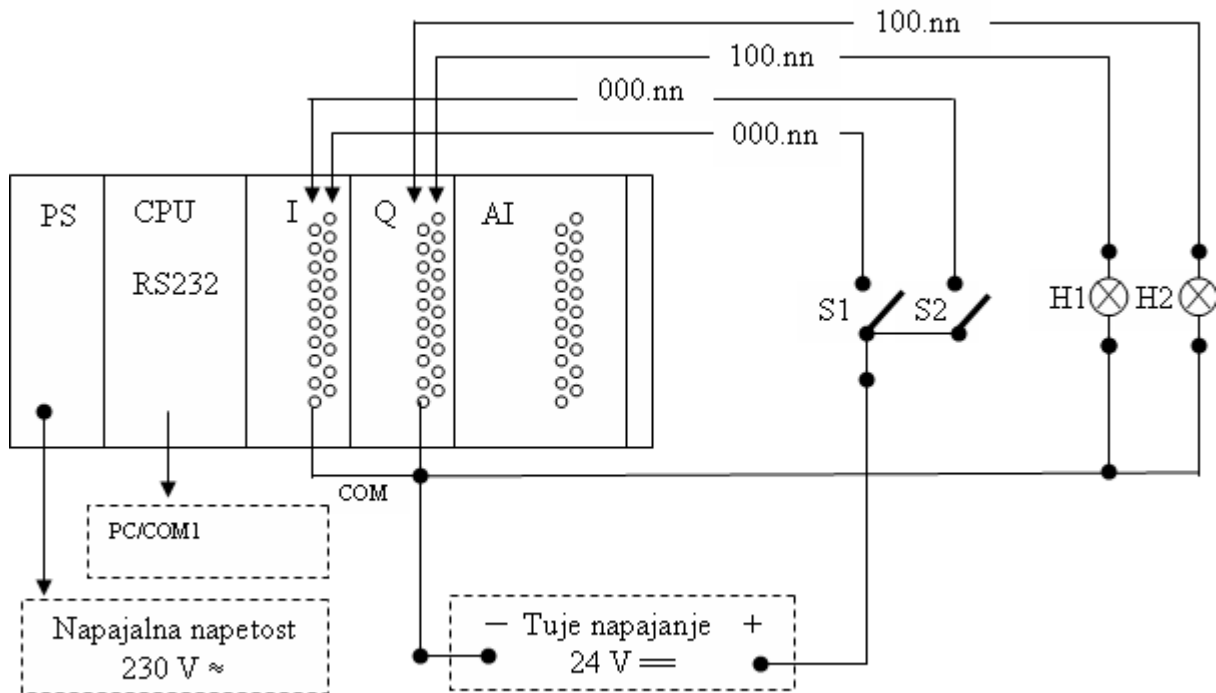 100.nn
100.nn
000.nn
000.nn
PS
CPU
I
Q
AI
RS232
S1
S2
H1
H2
COM
PC/COM1
Napajalna napetost
230 V ≈
− Tuje napajanje +
24 V ═